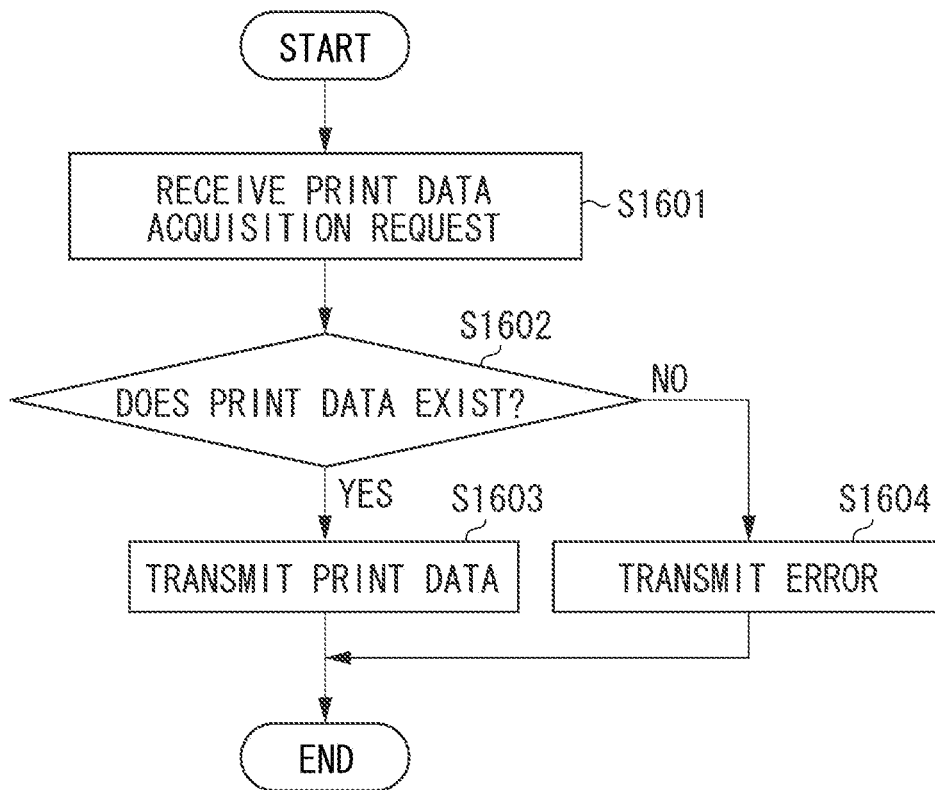 START
RECEIVE PRINT DATA
ACQUISITION REQUEST
S1601
S1602
DOES PRINT DATA EXIST?
NO
YES
S1603
S1604
TRANSMIT PRINT DATA
TRANSMIT ERROR
END